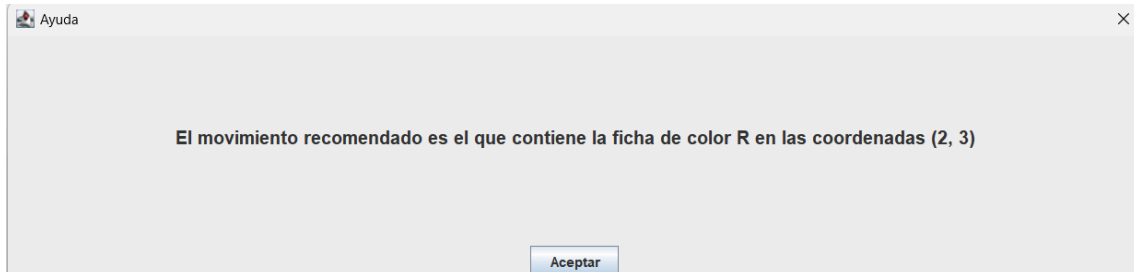 Ayuda
El movimiento recomendado es el que contiene la ficha de color R en las coordenadas (2, 3)
Aceptar